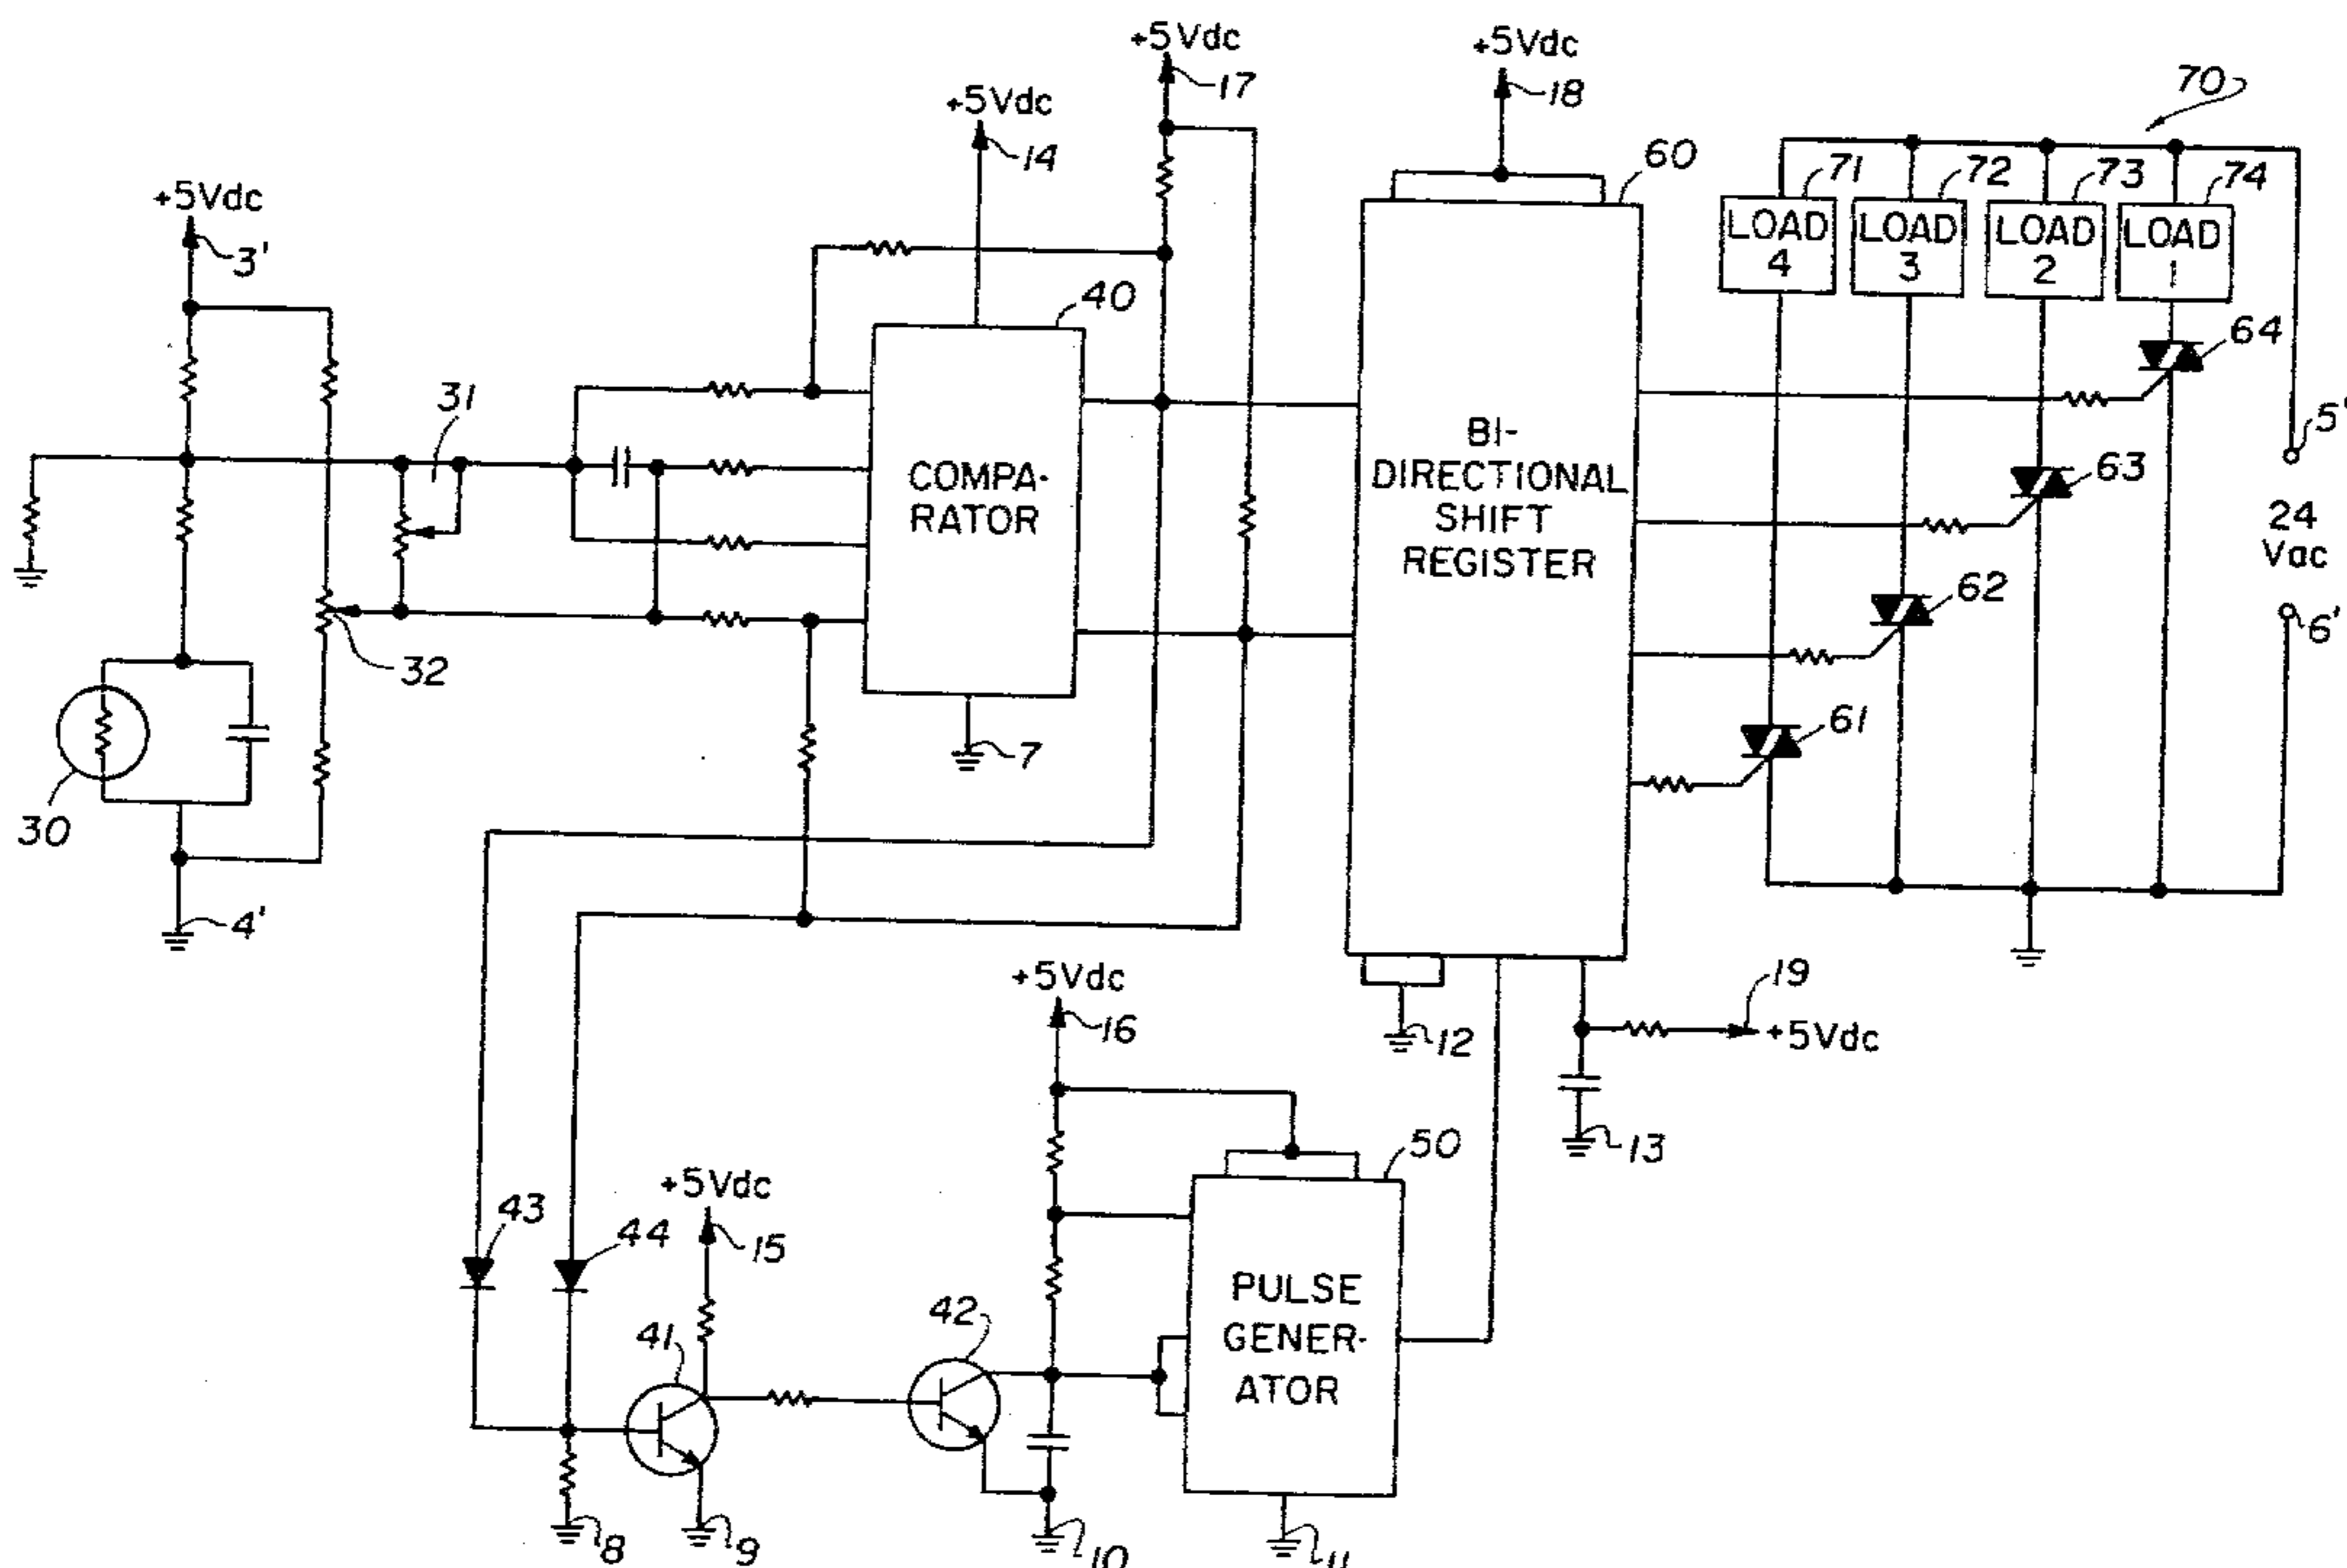 +5Vdc
17
+5Vdc
18
70
+5Vdc
14
60
71
72
73
74
+5Vdc
3'
LOAD
4
LOAD
3
LOAD
2
LOAD
1
40
64
31
5'
BI-
DIRECTIONAL
SHIFT
REGISTER
COMPA-
RATOR
63
24
Vac
62
6'
32
61
7
30
4'
+5Vdc
16
19
+5Vdc
12
13
50
+5Vdc
15
43
44
PULSE
GENER-
ATOR
41
42
8
9
10
11